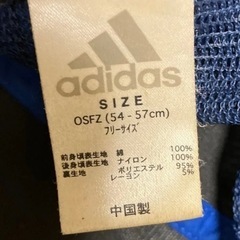 adidas
SIZE
OSFZ (54-57cm)
フリーサイズ
前身頃表生地 綿 100%
後身頃表生地 ナイロン 100%
裏生地 ポリエステル 95%
レーヨン 5%
中国製